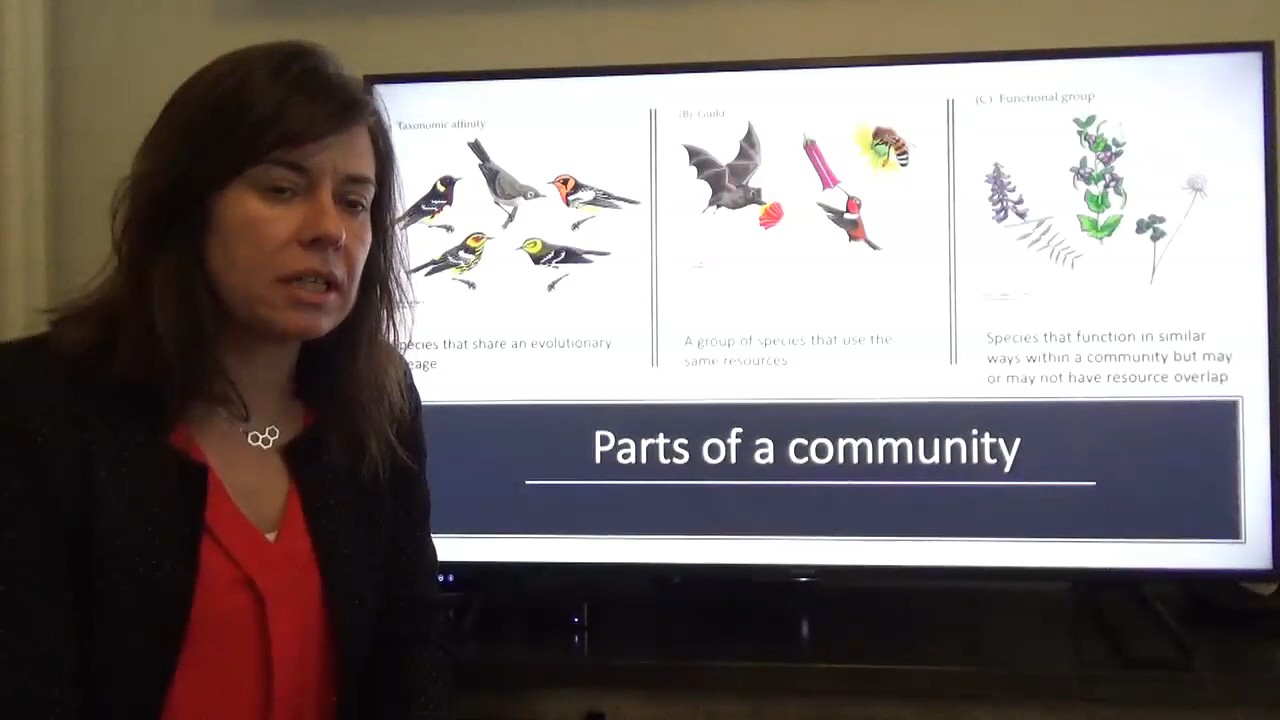 Taxonomic affinity
pecies that share an evolutionary
eage
(B) Guild
A group of species that use the
same resources
(C) Functional group
Species that function in similar
ways within a community but may
or may not have resource overlap
Parts of a community